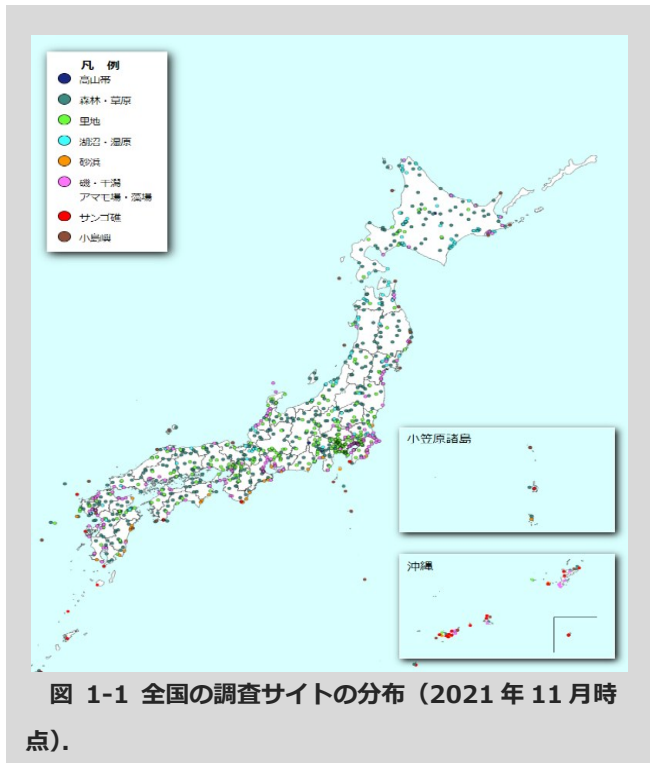 凡 例
高山帯
森林・草原
里地
湖沼・湿原
砂浜
磯・干潟
アマモ場・藻場
サンゴ礁
小島嶼
小笠原諸島
沖縄
図 1-1 全国の調査サイトの分布（2021 年 11 月時
点）.